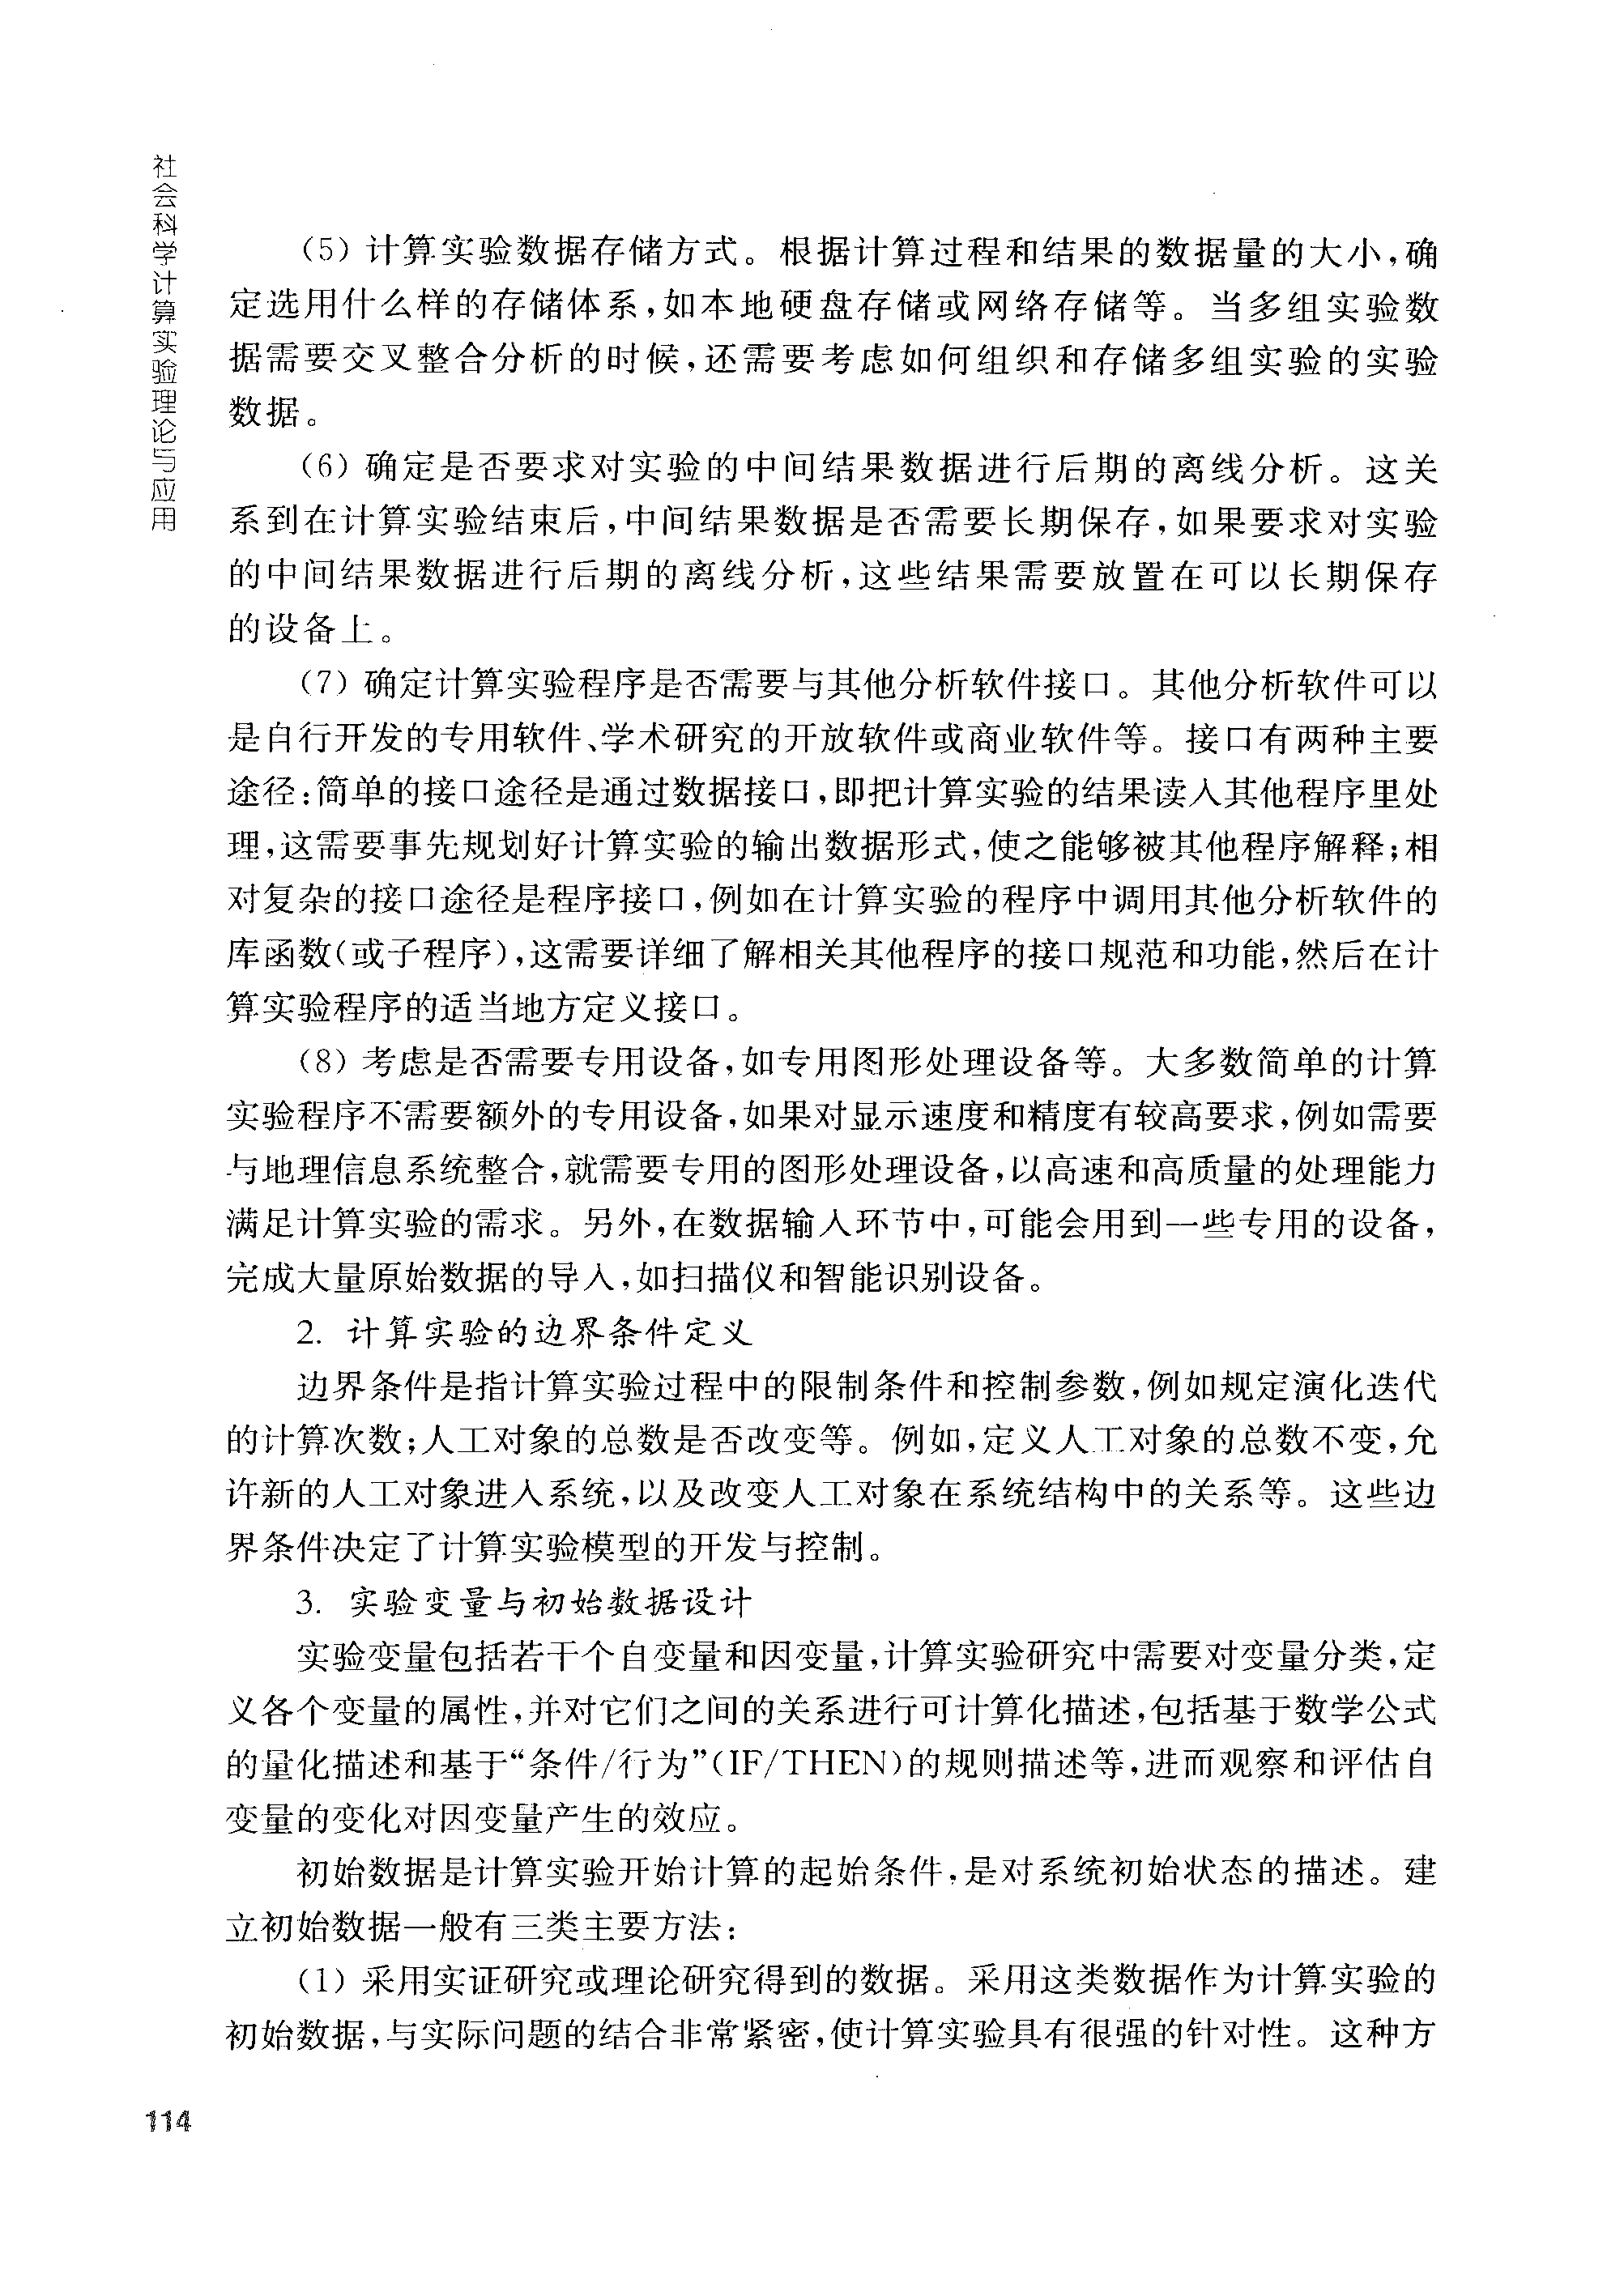 社会科学计算实验理论与应用
（5）计算实验数据存储方式。根据计算过程和结果的数据量的大小，确
定选用什么样的存储体系，如本地硬盘存储或网络存储等。当多组实验数
据需要交叉整合分析的时候，还需要考虑如何组织和存储多组实验的实验
数据。
（6）确定是否要求对实验的中间结果数据进行后期的离线分析。这关
系到在计算实验结束后，中间结果数据是否需要长期保存，如果要求对实验
的中间结果数据进行后期的离线分析，这些结果需要放置在可以长期保存
的设备上。
（7）确定计算实验程序是否需要与其他分析软件接口。其他分析软件可以
是自行开发的专用软件、学术研究的开放软件或商业软件等。接口有两种主要
途径：简单的接口途径是通过数据接口，即把计算实验的结果读入其他程序里处
理，这需要事先规划好计算实验的输出数据形式，使之能够被其他程序解释；相
对复杂的接口途径是程序接口，例如在计算实验的程序中调用其他分析软件的
库函数（或子程序），这需要详细了解相关其他程序的接口规范和功能，然后在计
算实验程序的适当地方定义接口。
（8）考虑是否需要专用设备，如专用图形处理设备等。大多数简单的计算
实验程序不需要额外的专用设备，如果对显示速度和精度有较高要求，例如需要
与地理信息系统整合，就需要专用的图形处理设备，以高速和高质量的处理能力
满足计算实验的需求。另外，在数据输入环节中，可能会用到一些专用的设备，
完成大量原始数据的导入，如扫描仪和智能识别设备。
2. 计算实验的边界条件定义
边界条件是指计算实验过程中的限制条件和控制参数，例如规定演化迭代
的计算次数；人工对象的总数是否改变等。例如，定义人工对象的总数不变，允
许新的人工对象进入系统，以及改变人工对象在系统结构中的关系等。这些边
界条件决定了计算实验模型的开发与控制。
3. 实验变量与初始数据设计
实验变量包括若干个自变量和因变量，计算实验研究中需要对变量分类，定
义各个变量的属性，并对它们之间的关系进行可计算化描述，包括基于数学公式
的量化描述和基于“条件/行为”（IF/THEN）的规则描述等，进而观察和评估自
变量的变化对因变量产生的效应。
初始数据是计算实验开始计算的起始条件，是对系统初始状态的描述。建
立初始数据一般有三类主要方法：
（1）采用实证研究或理论研究得到的数据。采用这类数据作为计算实验的
初始数据，与实际问题的结合非常紧密，使计算实验具有很强的针对性。这种方
114